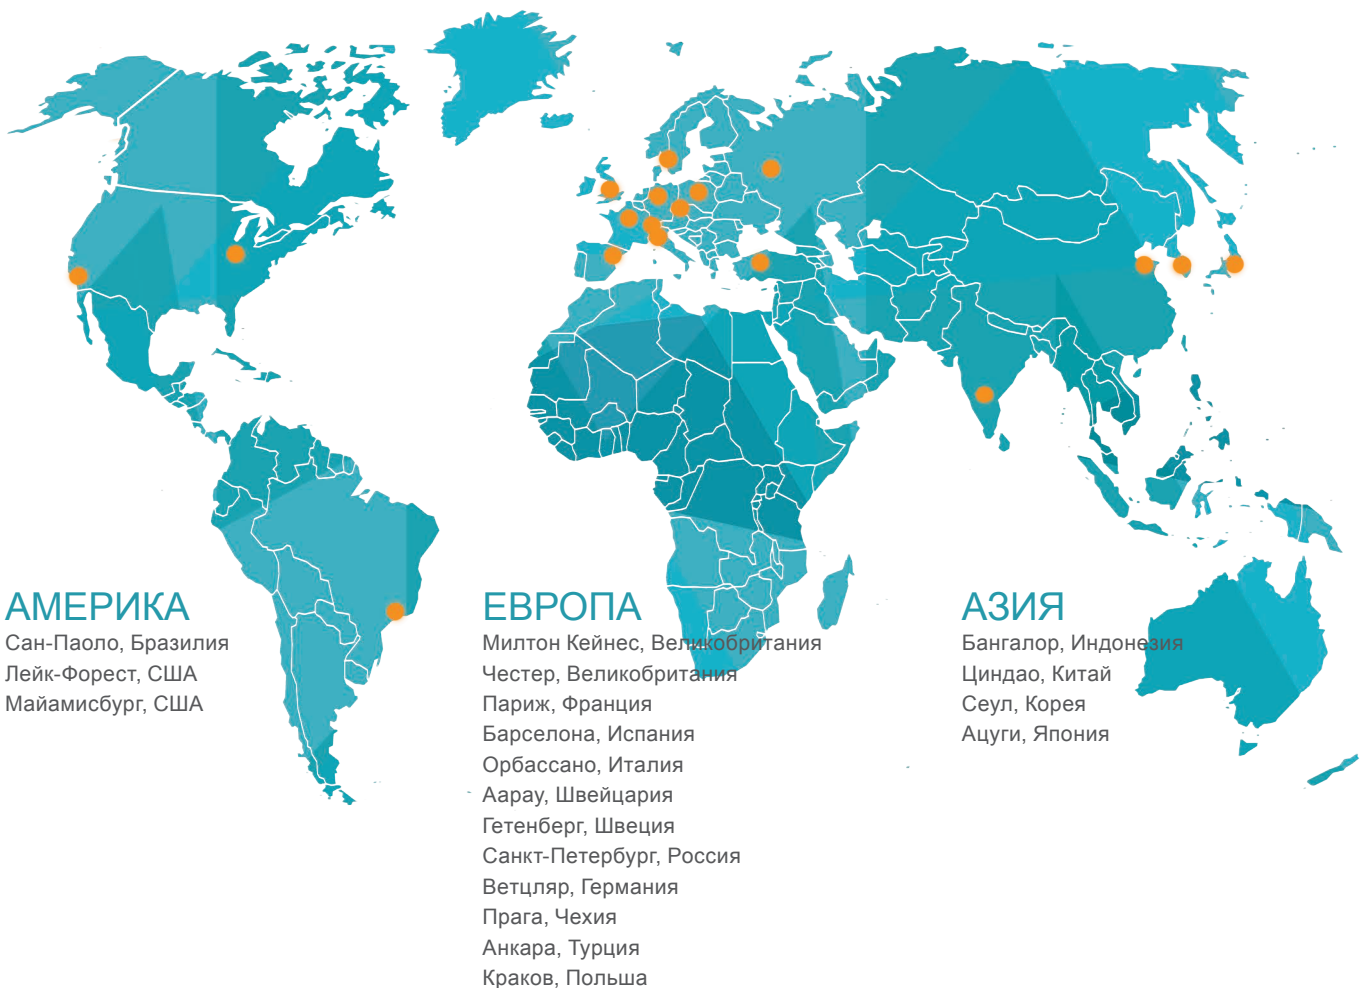 АМЕРИКА
Сан-Паоло, Бразилия
Лейк-Форест, США
Майамисбург, США
ЕВРОПА
Милтон Кейнес, Великобритания
Честер, Великобритания
Париж, Франция
Барселона, Испания
Орбассано, Италия
Аарау, Швейцария
Гетенберг, Швеция
Санкт-Петербург, Россия
Ветцляр, Германия
Прага, Чехия
Анкара, Турция
Краков, Польша
АЗИЯ
Бангалор, Индонезия
Циндао, Китай
Сеул, Корея
Ацуги, Япония